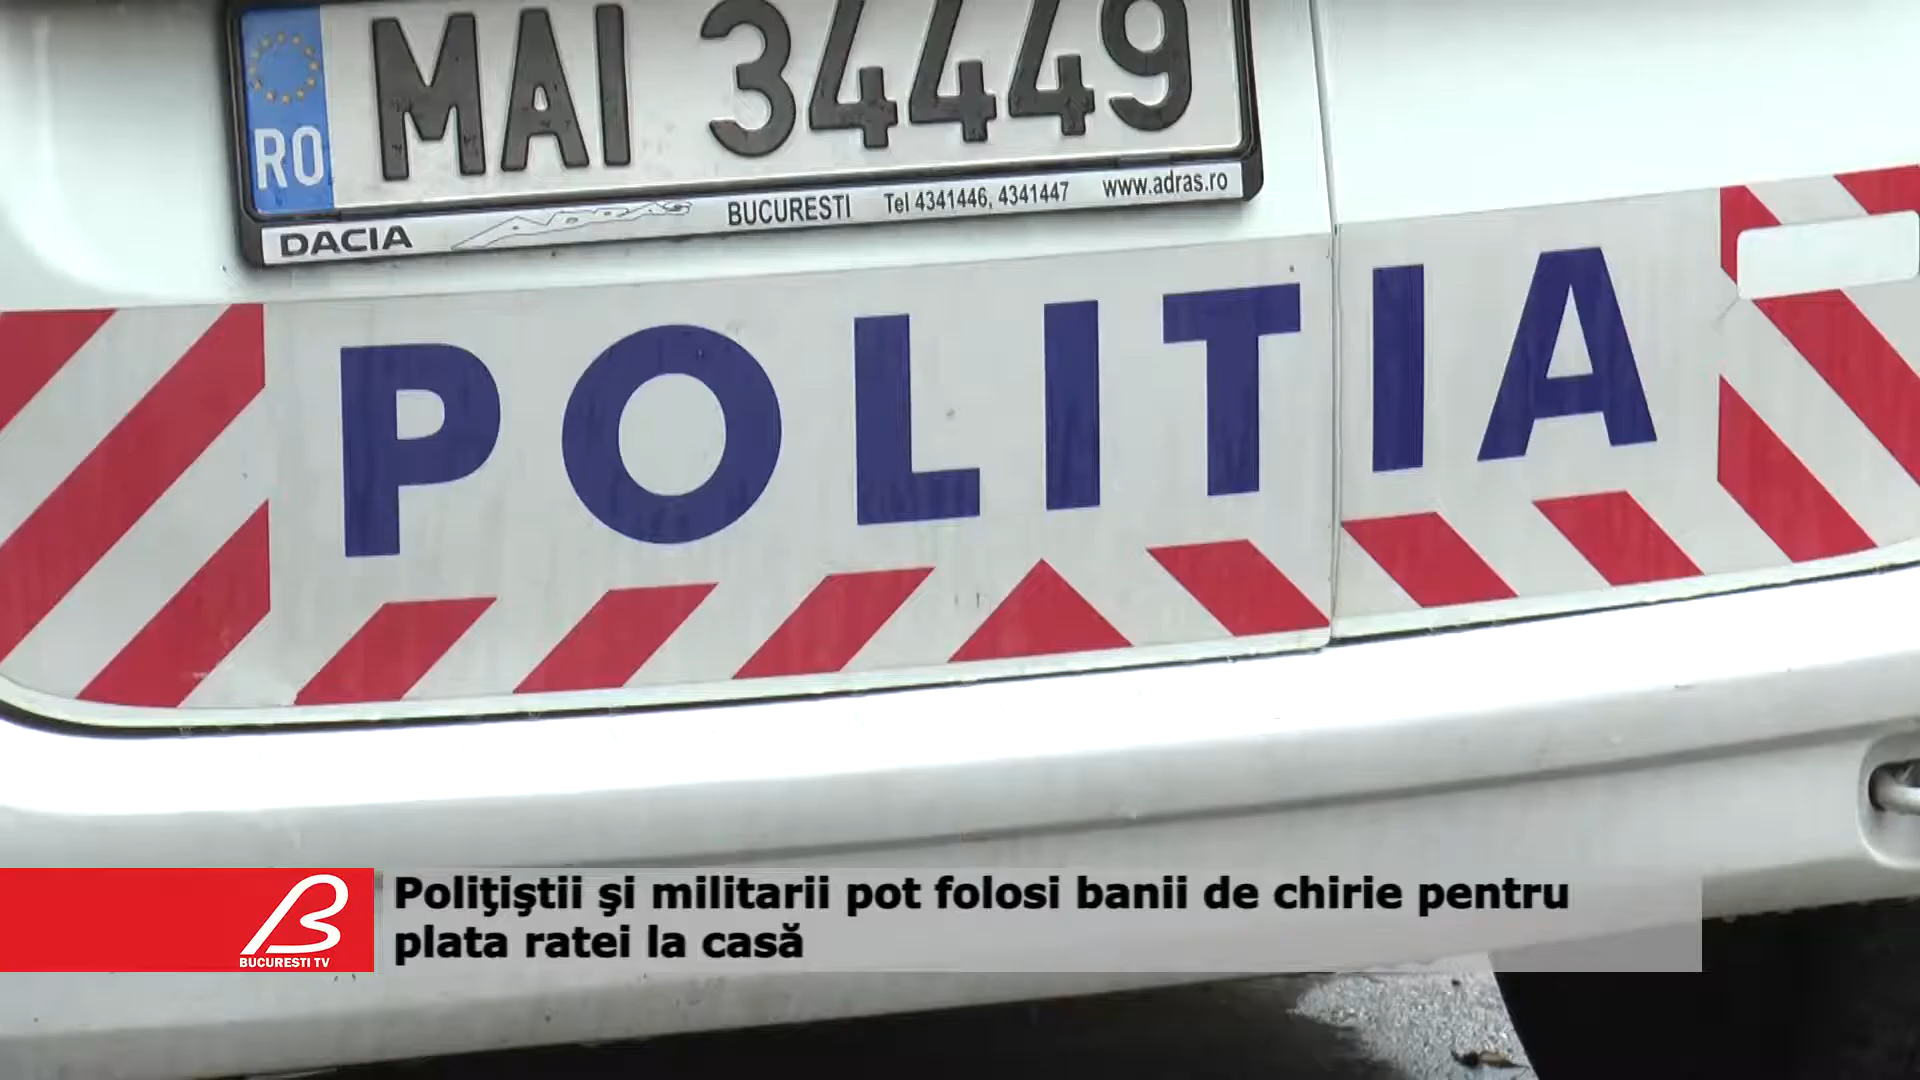 RO MAI 34449
DACIA ADRAS BUCURESTI Tel 4341446, 4341447 www.adras.ro
POLITIA
Poliţiştii şi militarii pot folosi banii de chirie pentru
plata ratei la casă
B
BUCURESTI TV